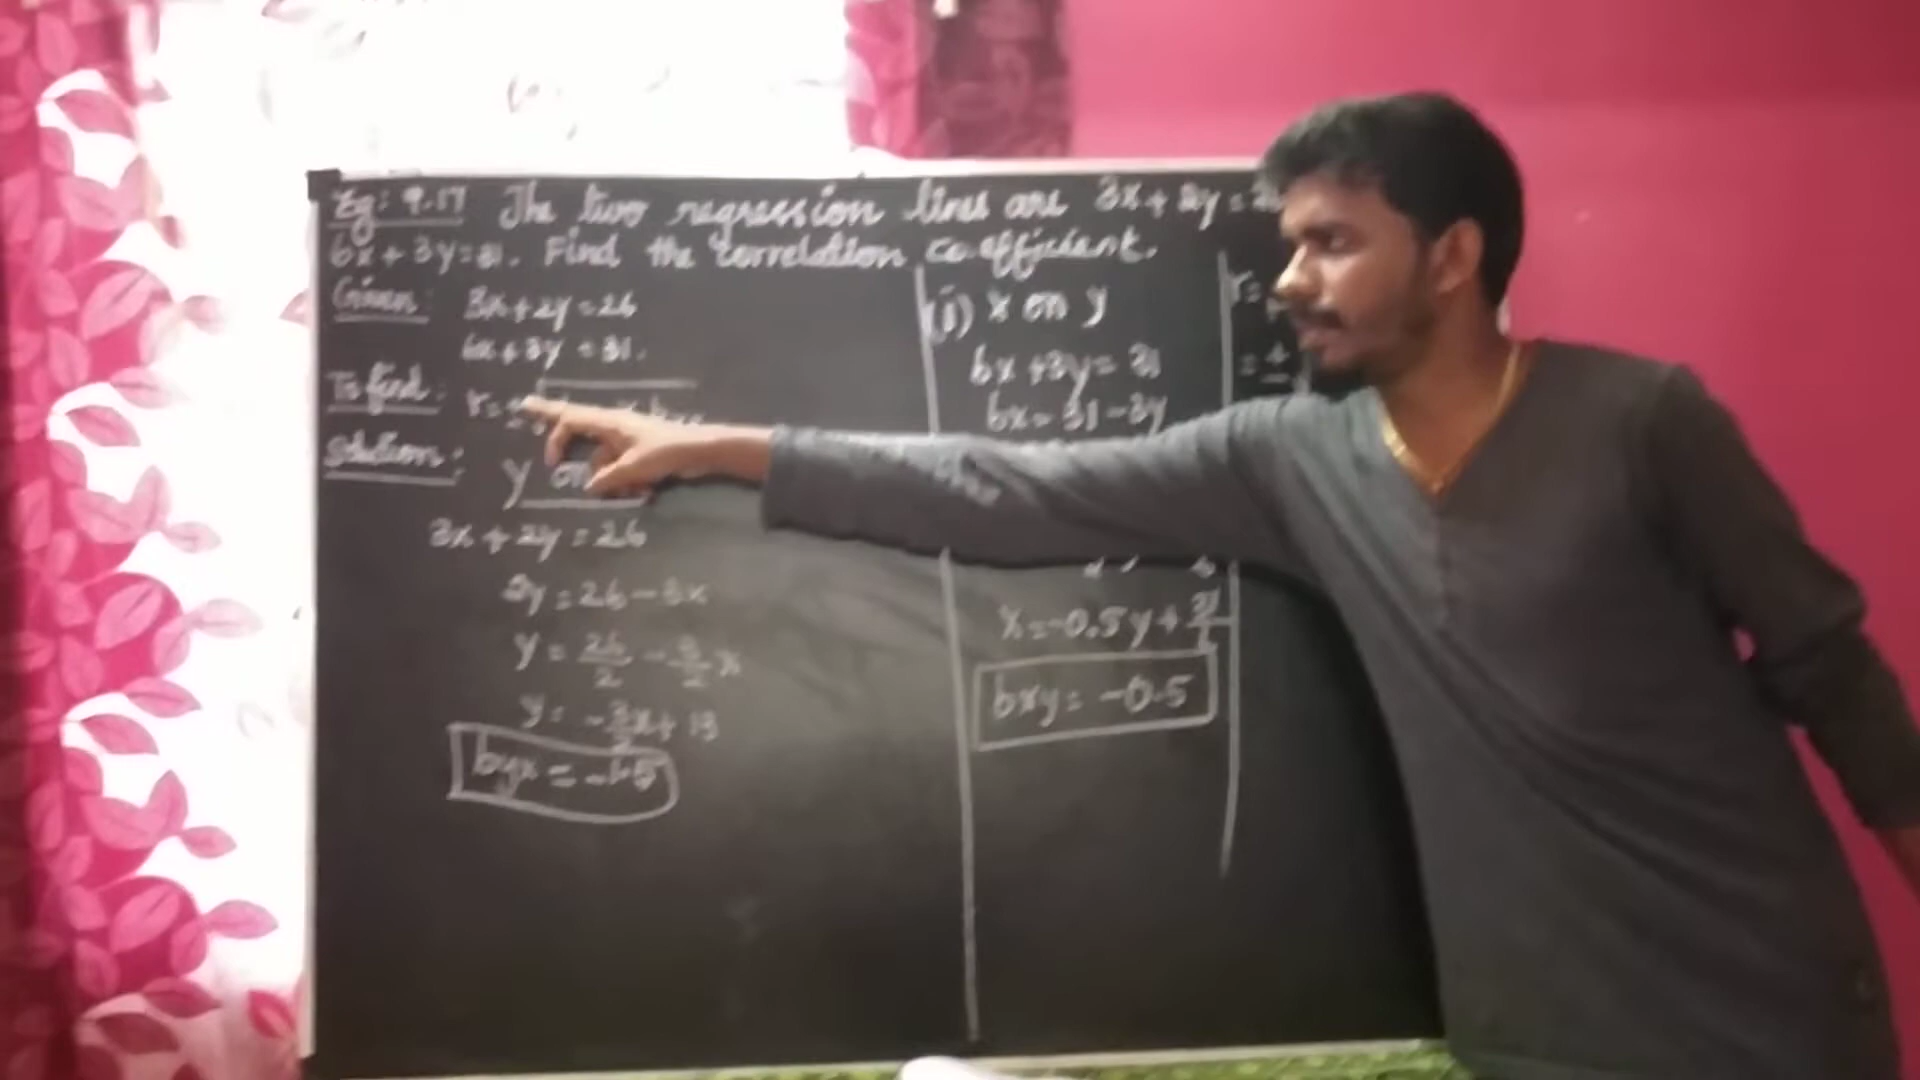 Eg: 9.17 The two regression lines are 3x + 2y =
6x + 3y = 31. Find the correlation co.efficient.
Given: 3x + 2y = 26
6x + 3y = 31.
To find: r = ±
Solution:
y on
3x + 2y = 26
2y = 26 - 3x
y = 26/2 - 3/2 x
y = -3/2 x + 13
byx = -1.5
(ii) x on y
6x + 3y = 31
6x = 31 - 3y
x = -0.5y + 31/6
bxy = -0.5
r =
= ±